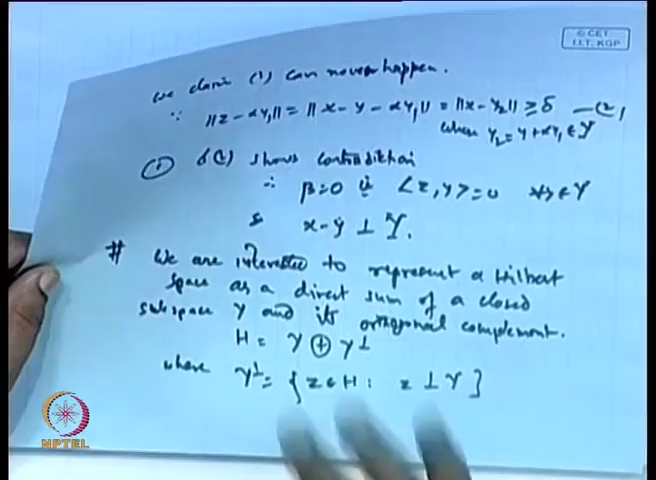 © CET
I.I.T. KGP
we claim (1) can never happen.
∵ ||z - αy₁|| = ||x - y - αy₁|| = ||x - y₂|| ≥ δ —(2)
where y₂ = y + αy₁ ∈ Y
(1) & (2) shows contradiction
∴ β = 0 ie <z, y> = 0 ∀ y ∈ Y
& x - y ⊥ Y.
# We are interested to represent a Hilbert
space as a direct sum of a closed
subspace Y and its orthogonal complement.
H = Y ⊕ Y⊥
where Y⊥ = { z ∈ H : z ⊥ Y }
NPTEL